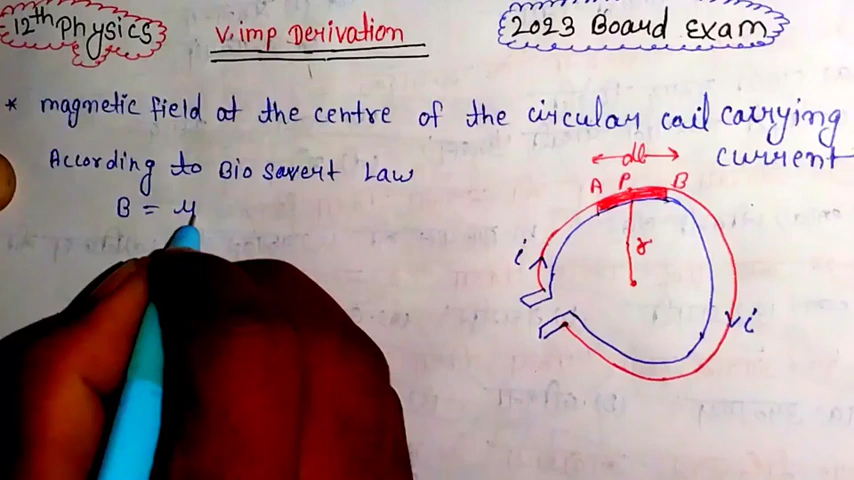 12th Physics
V. imp Derivation
2023 Board Exam
* magnetic field at the centre of the circular coil carrying
current
According to Bio Savert Law
B = μ
dl
A P B
r
i
i